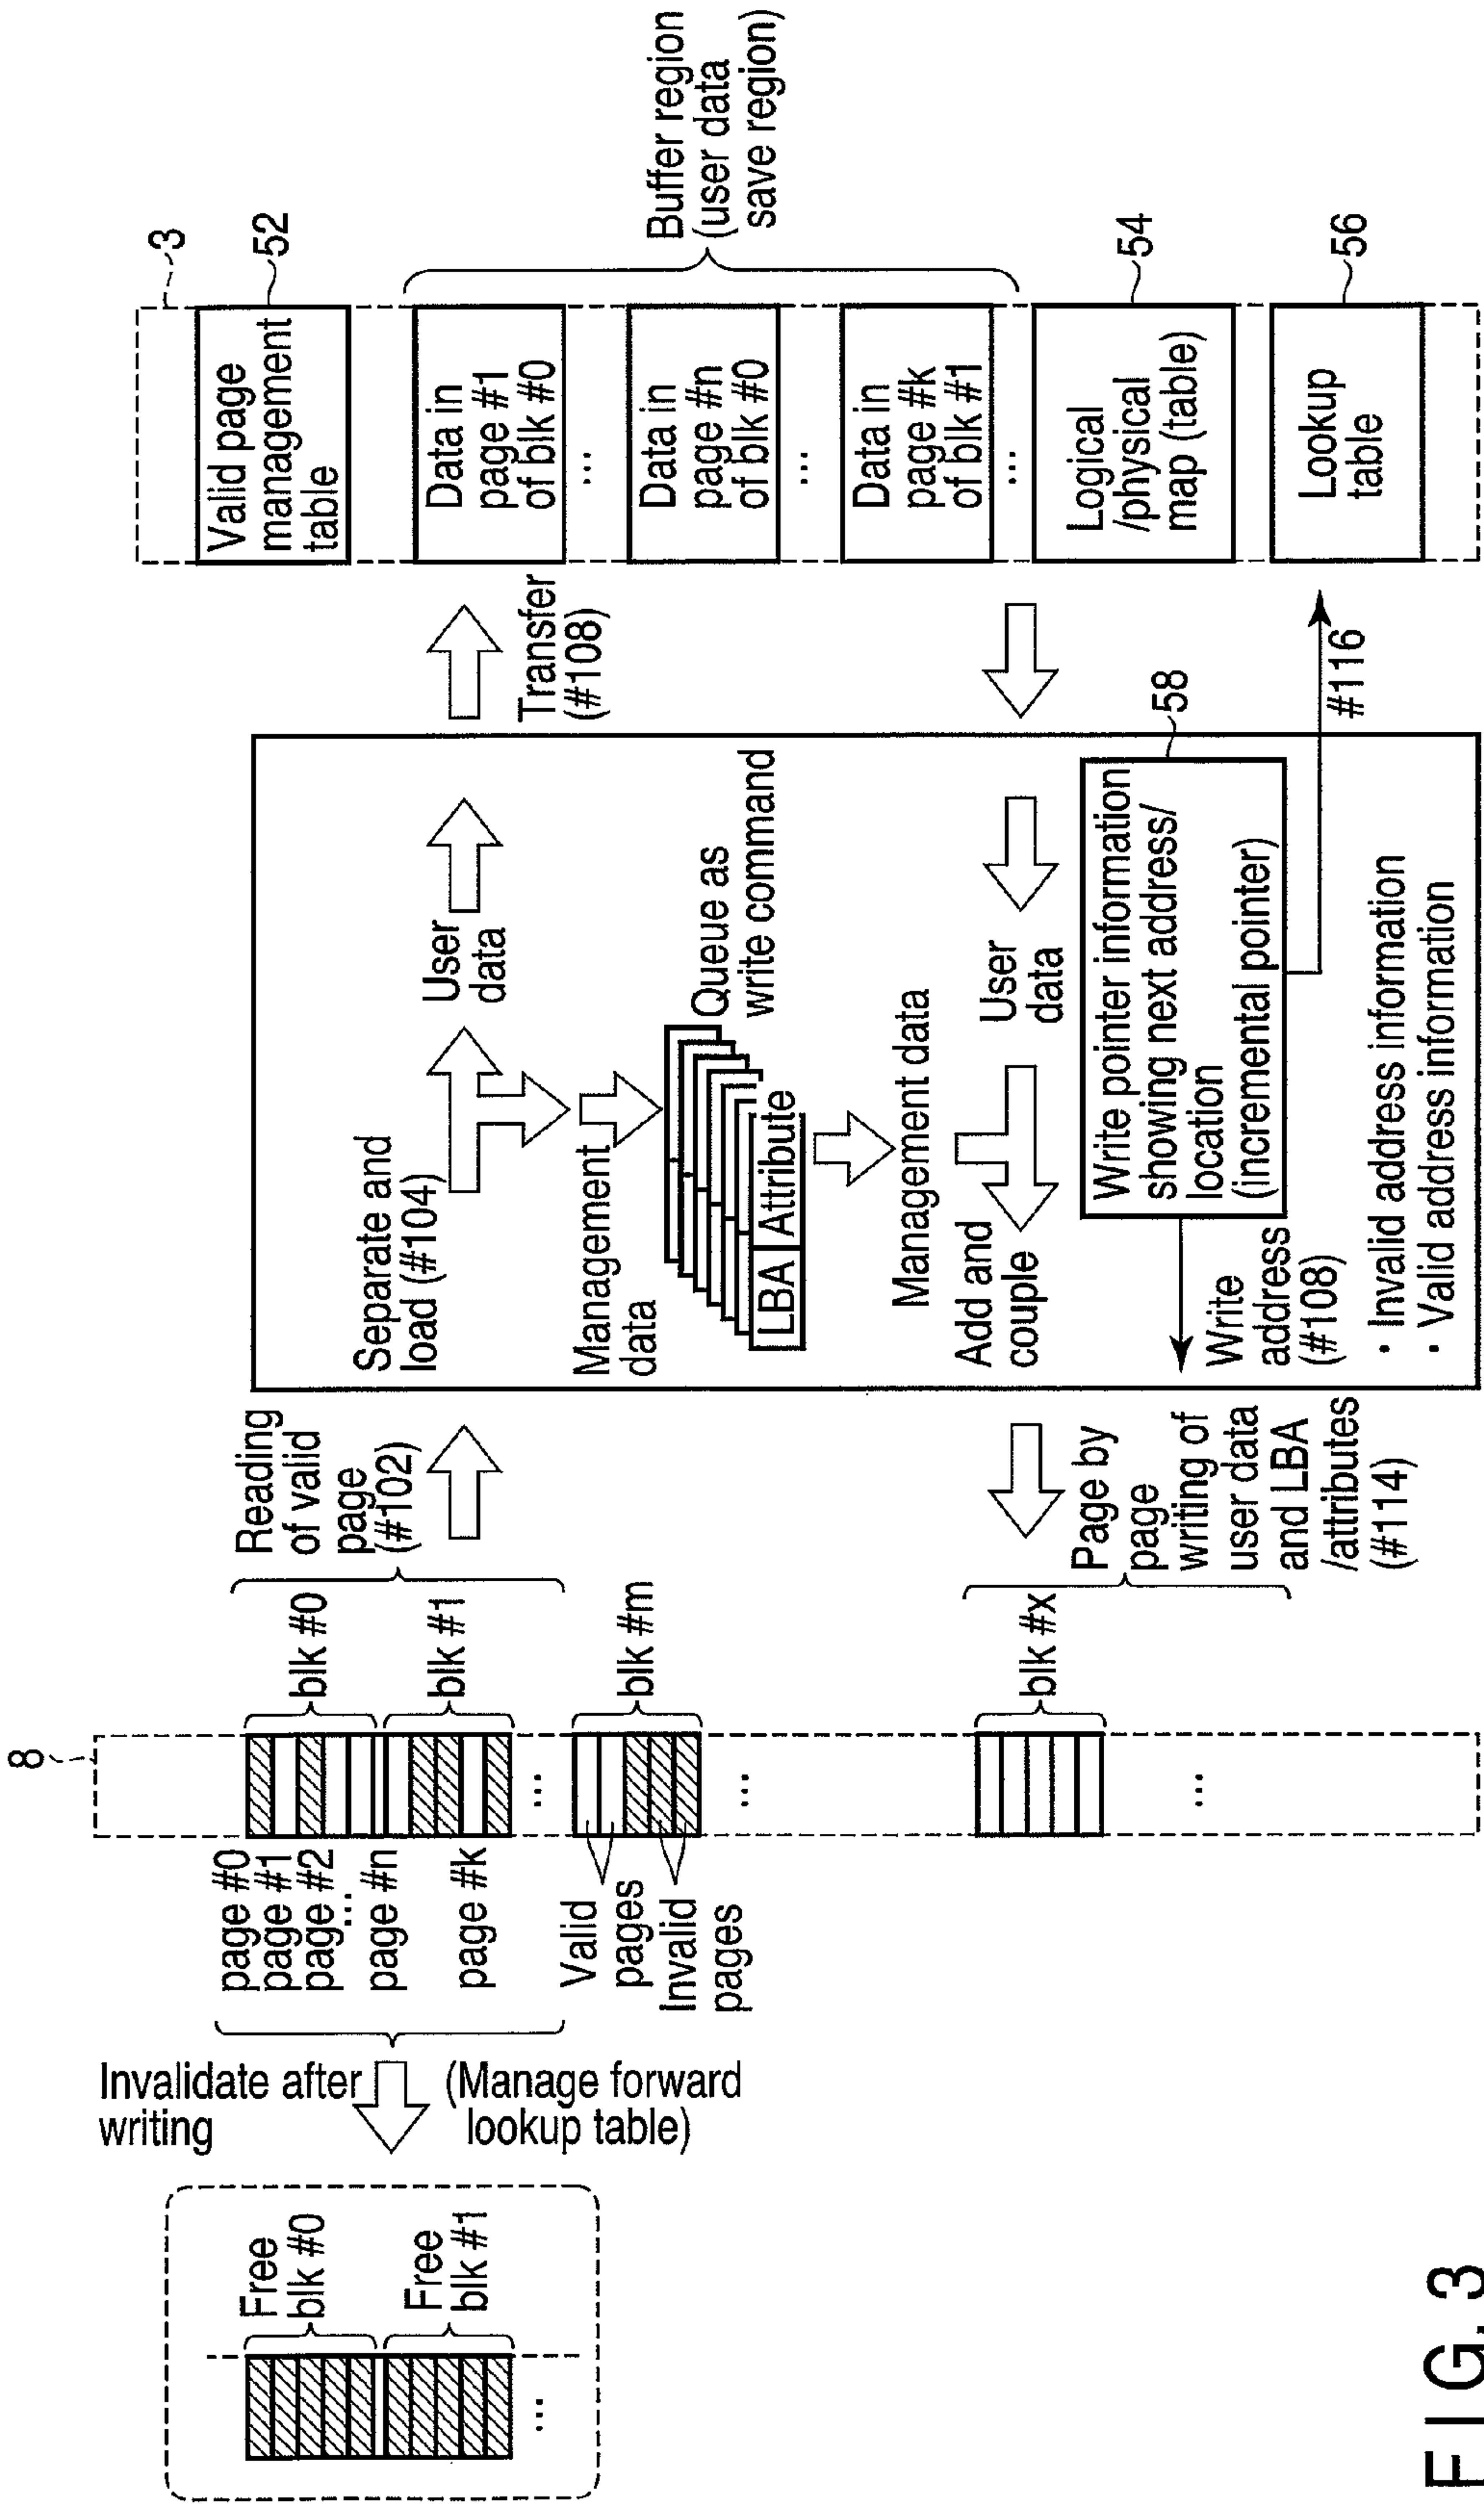 8
3
Free
blk #0
Free
blk #1
...
Invalidate after
writing
(Manage forward
lookup table)
page #0
page #1
page #2
...
page #n
page #k
Valid
pages
Invalid
pages
blk #0
blk #1
...
blk #m
...
blk #x
...
Reading
of valid
page
(#102)
Page by
page
writing of
user data
and LBA
/attributes
(#114)
Separate and
load (#104)
User
data
Management
data
Queue as
write command
LBA
Attribute
Management data
Add and
couple
User
data
58
Write pointer information
showing next address/
location
(incremental pointer)
Write
address
(#108)
· Invalid address information
· Valid address information
Transfer
(#108)
#116
Valid page
management
table
52
Data in
page #1
of blk #0
...
Data in
page #n
of blk #0
...
Data in
page #k
of blk #1
...
Buffer region
(user data
save region)
Logical
/physical
map (table)
54
Lookup
table
56
FIG. 3